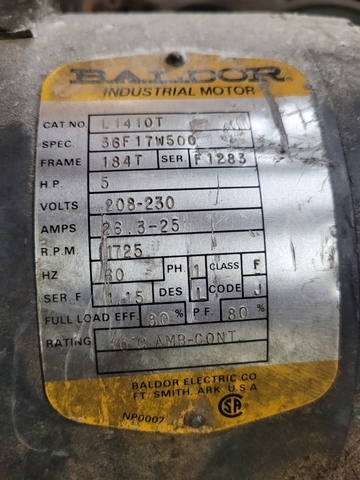 BALDOR
INDUSTRIAL MOTOR
CAT.NO. L1410T
SPEC. 36F17W500
FRAME 184T SER. F1283
H.P. 5
VOLTS 208-230
AMPS 26.3-25
R.P.M. 1725
HZ 60 PH. 1 CLASS F
SER. F. 1.15 DES L CODE J
FULL LOAD EFF. 80 % P.F. 80 %
RATING AMB-CONT
BALDOR ELECTRIC CO
FT. SMITH, ARK. U.S.A.
NP0007 SA